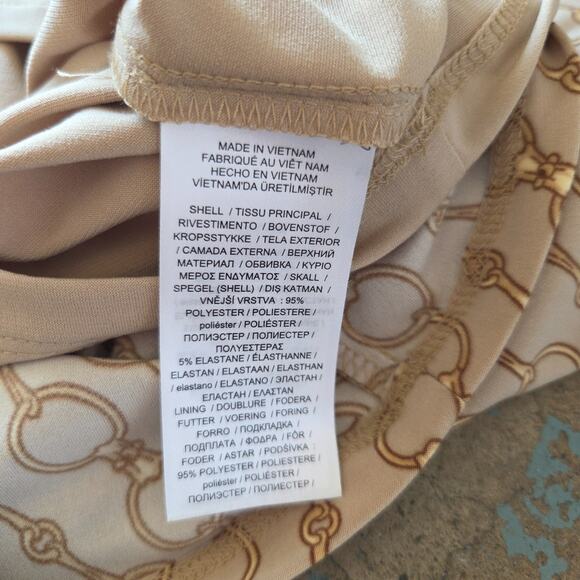 MADE IN VIETNAM
FABRIQUÉ AU VIÊT NAM
HECHO EN VIETNAM
VİETNAM'DA ÜRETİLMİŞTİR
SHELL / TISSU PRINCIPAL /
RIVESTIMENTO / BOVENSTOF /
KROPSSTYKKE / TELA EXTERIOR
/ CAMADA EXTERNA / ВЕРХНИЙ
МАТЕРИАЛ / ОБВИВКА / ΚΥΡΙΟ
ΜΕΡΟΣ ΕΝΔΥΜΑΤΟΣ / SKALL /
SPEGEL (SHELL) / DIŞ KATMAN /
VNĚJŠÍ VRSTVA : 95%
POLYESTER / POLIESTERE /
poliéster / POLIÉSTER /
ПОЛИЭСТЕР / ПОЛИЕСТЕР /
ΠΟΛΥΕΣΤΕΡΑΣ
5% ELASTANE / ÉLASTHANNE /
ELASTAN / ELASTAAN / ELASTHAN
/ elastano / ELASTANO / ЭЛАСТАН /
ЕЛАСТАН / ΕΛΑΣΤΑΝ
LINING / DOUBLURE / FODERA /
FUTTER / VOERING / FORING /
FORRO / ПОДКЛАДКА /
ПОДПЛАТА / ΦΟΔΡΑ / FÓR /
FODER / ASTAR / PODŠÍVKA :
95% POLYESTER / POLIESTERE /
poliéster / POLIÉSTER /
ПОЛИЭСТЕР / ПОЛИЕСТЕР /